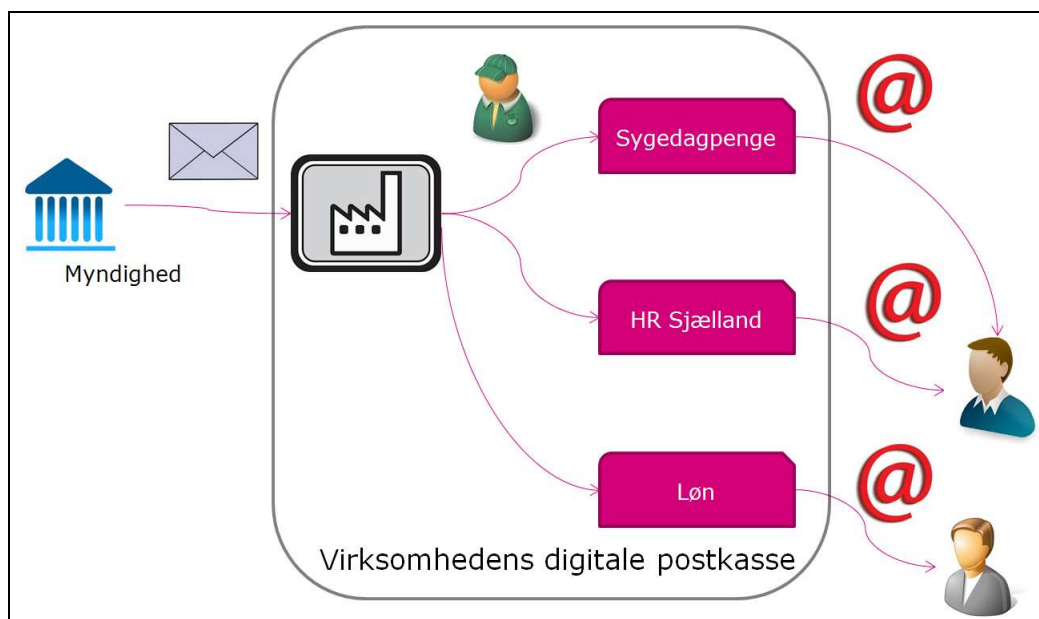 Myndighed
Sygedagpenge
@
HR Sjælland
@
Løn
@
Virksomhedens digitale postkasse